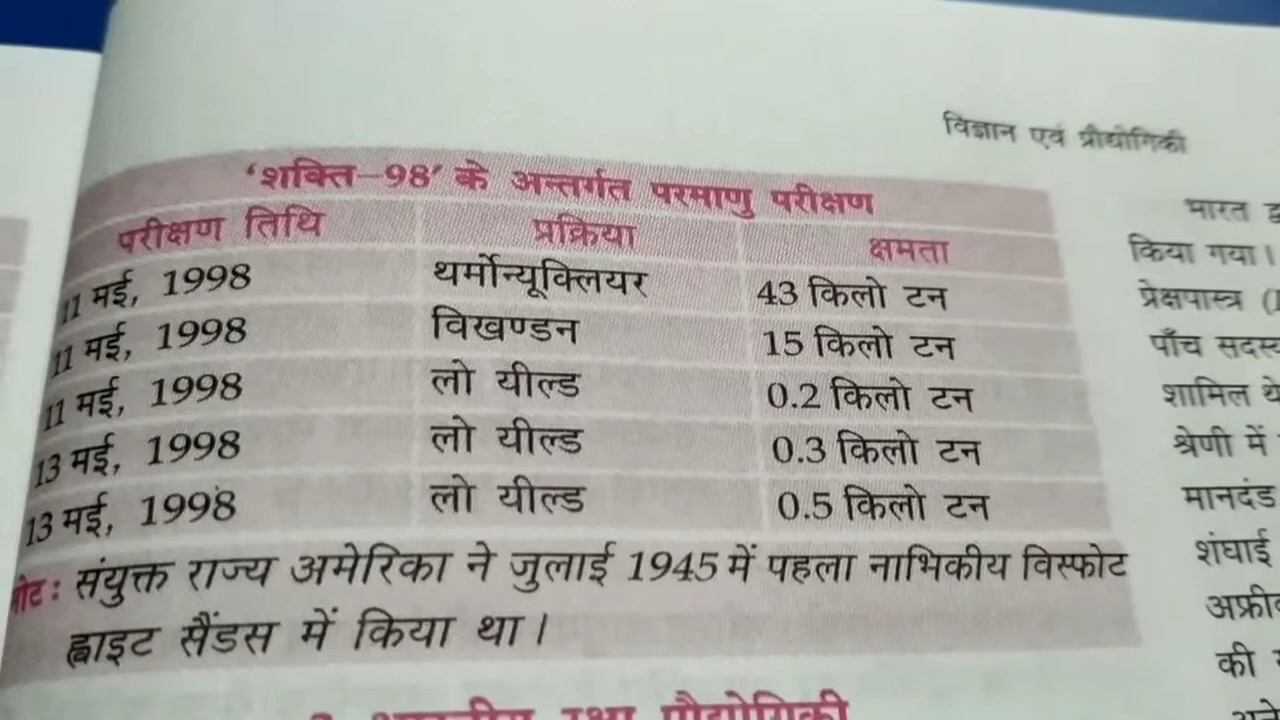 विज्ञान एवं प्रौद्योगिकी
'शक्ति–98' के अन्तर्गत परमाणु परीक्षण
परीक्षण तिथि प्रक्रिया क्षमता
11 मई, 1998 थर्मोन्यूक्लियर 43 किलो टन
11 मई, 1998 विखण्डन 15 किलो टन
11 मई, 1998 लो यील्ड 0.2 किलो टन
13 मई, 1998 लो यील्ड 0.3 किलो टन
13 मई, 1998 लो यील्ड 0.5 किलो टन
नोट : संयुक्त राज्य अमेरिका ने जुलाई 1945 में पहला नाभिकीय विस्फोट
ह्वाइट सैंडस में किया था।
भारत
किया गया।
प्रेक्षपास्त्र
पाँच
शामिल थे
श्रेणी में
मानदंड
शंघाई
की